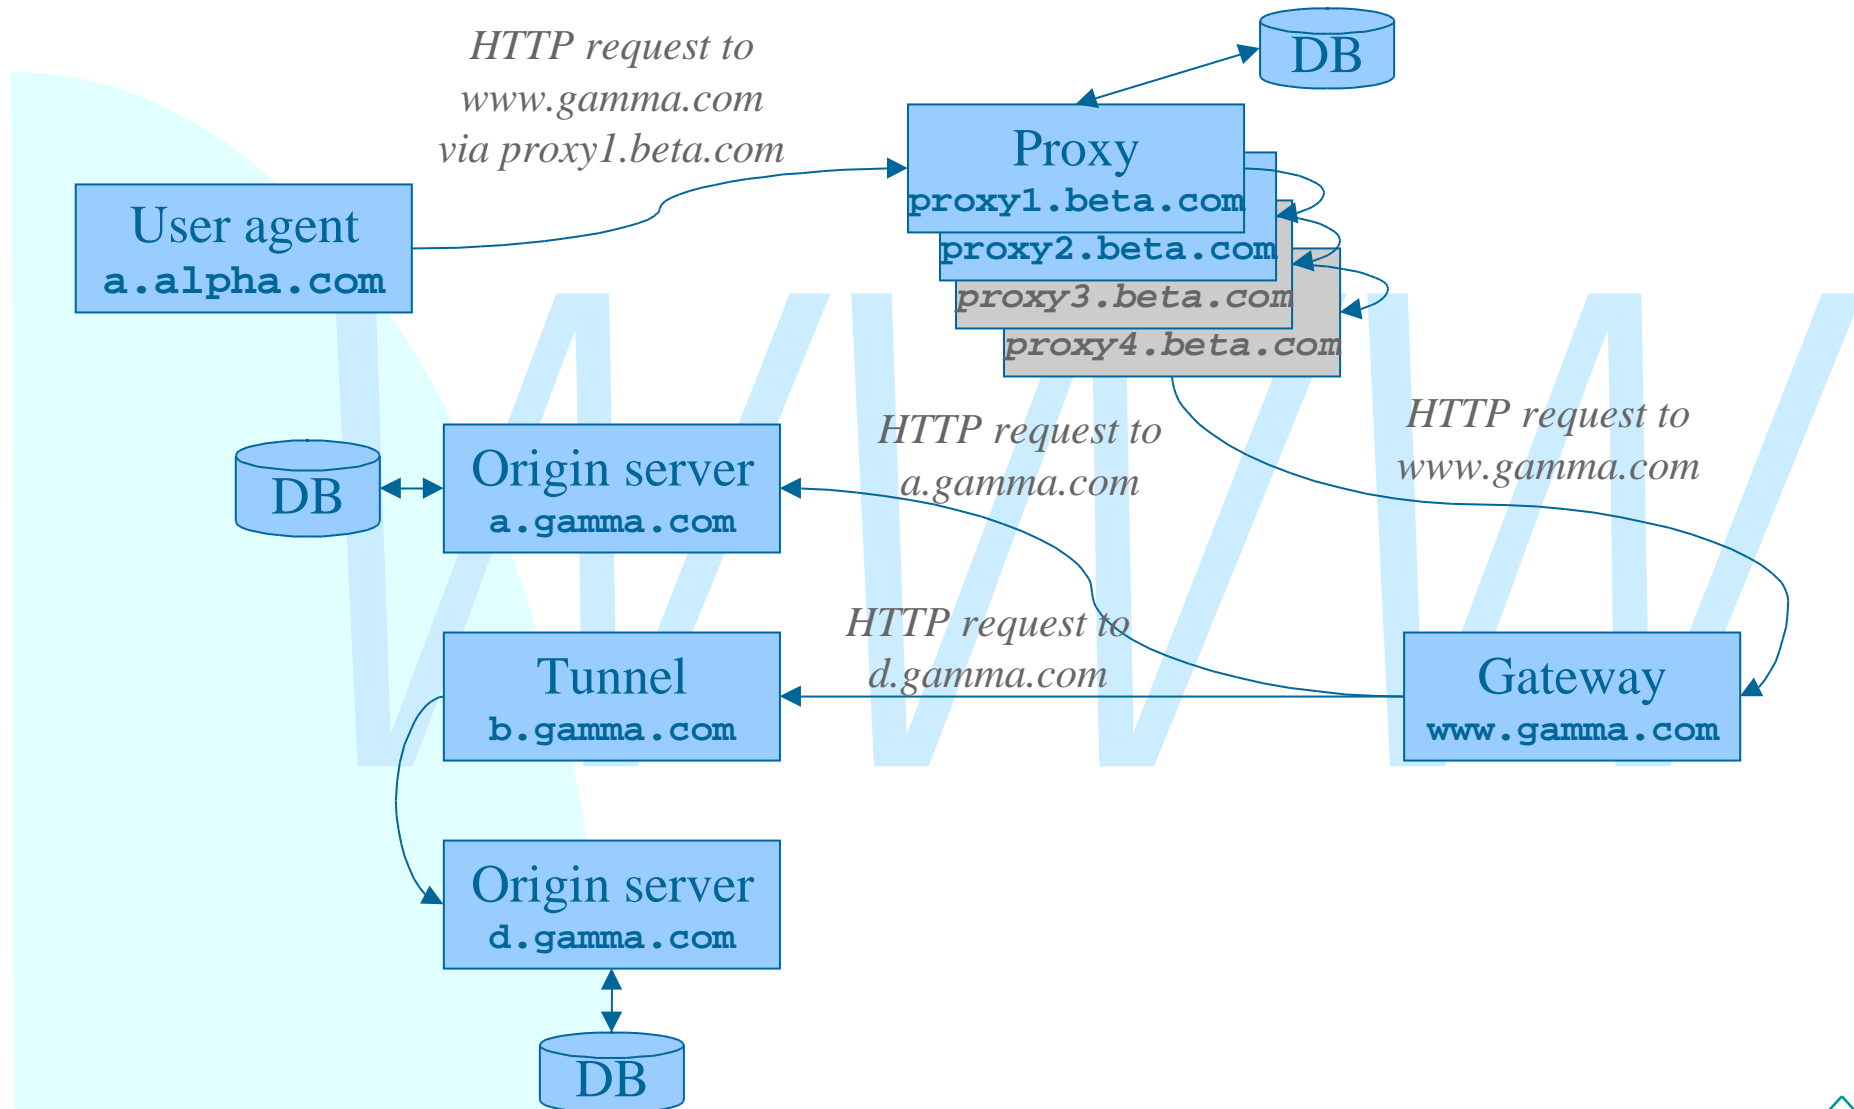 HTTP request to
www.gamma.com
via proxy1.beta.com
DB
Proxy
proxy1.beta.com
proxy2.beta.com
proxy3.beta.com
proxy4.beta.com
User agent
a.alpha.com
HTTP request to
www.gamma.com
HTTP request to
a.gamma.com
DB
Origin server
a.gamma.com
HTTP request to
d.gamma.com
Tunnel
b.gamma.com
Gateway
www.gamma.com
Origin server
d.gamma.com
DB
WWW